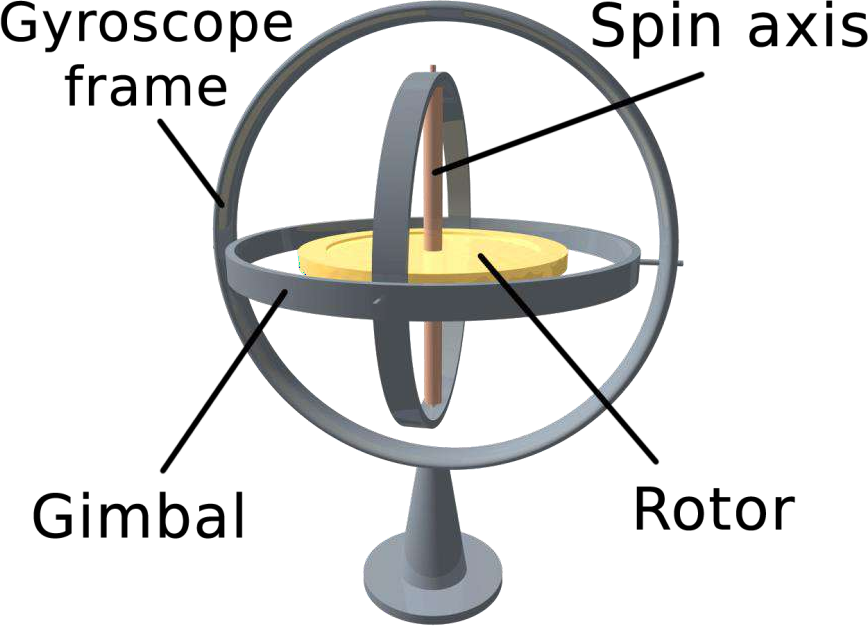 Gyroscope
frame
Spin axis
Gimbal
Rotor